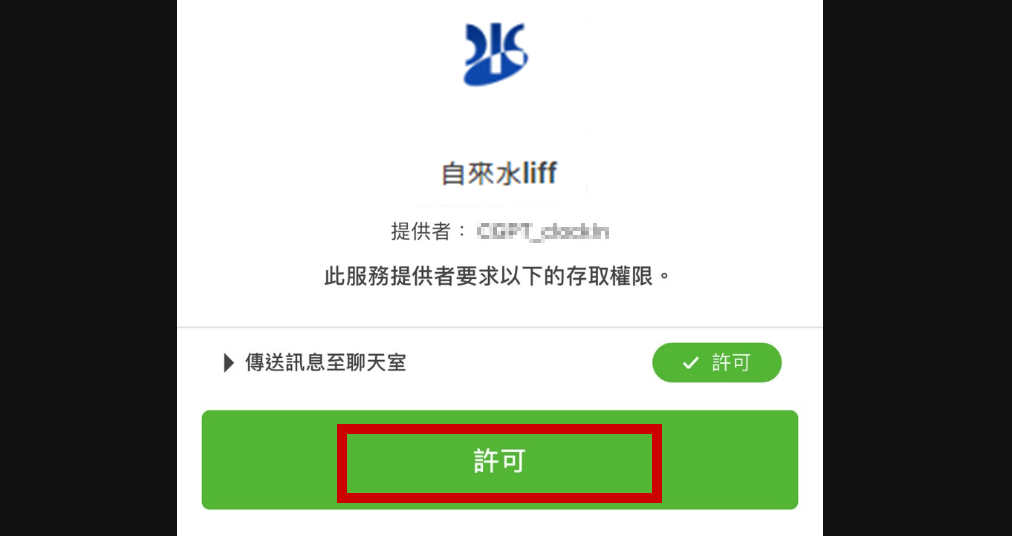 自來水liff
提供者：
此服務提供者要求以下的存取權限。
傳送訊息至聊天室
許可
許可